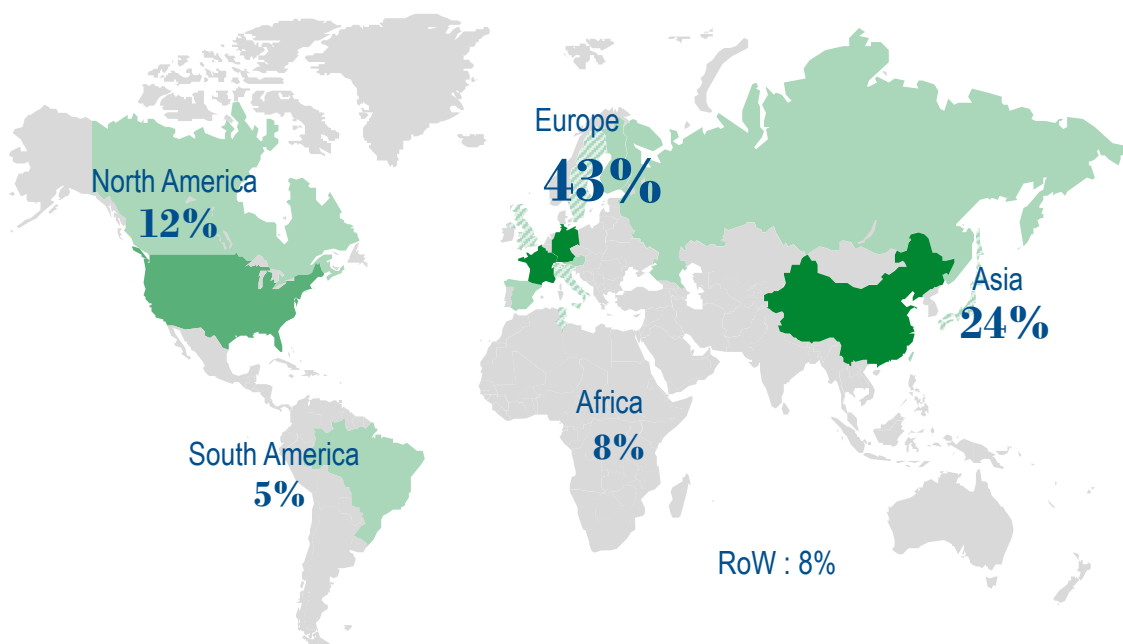 Europe
43%
North America
12%
Asia
24%
Africa
8%
South America
5%
RoW : 8%